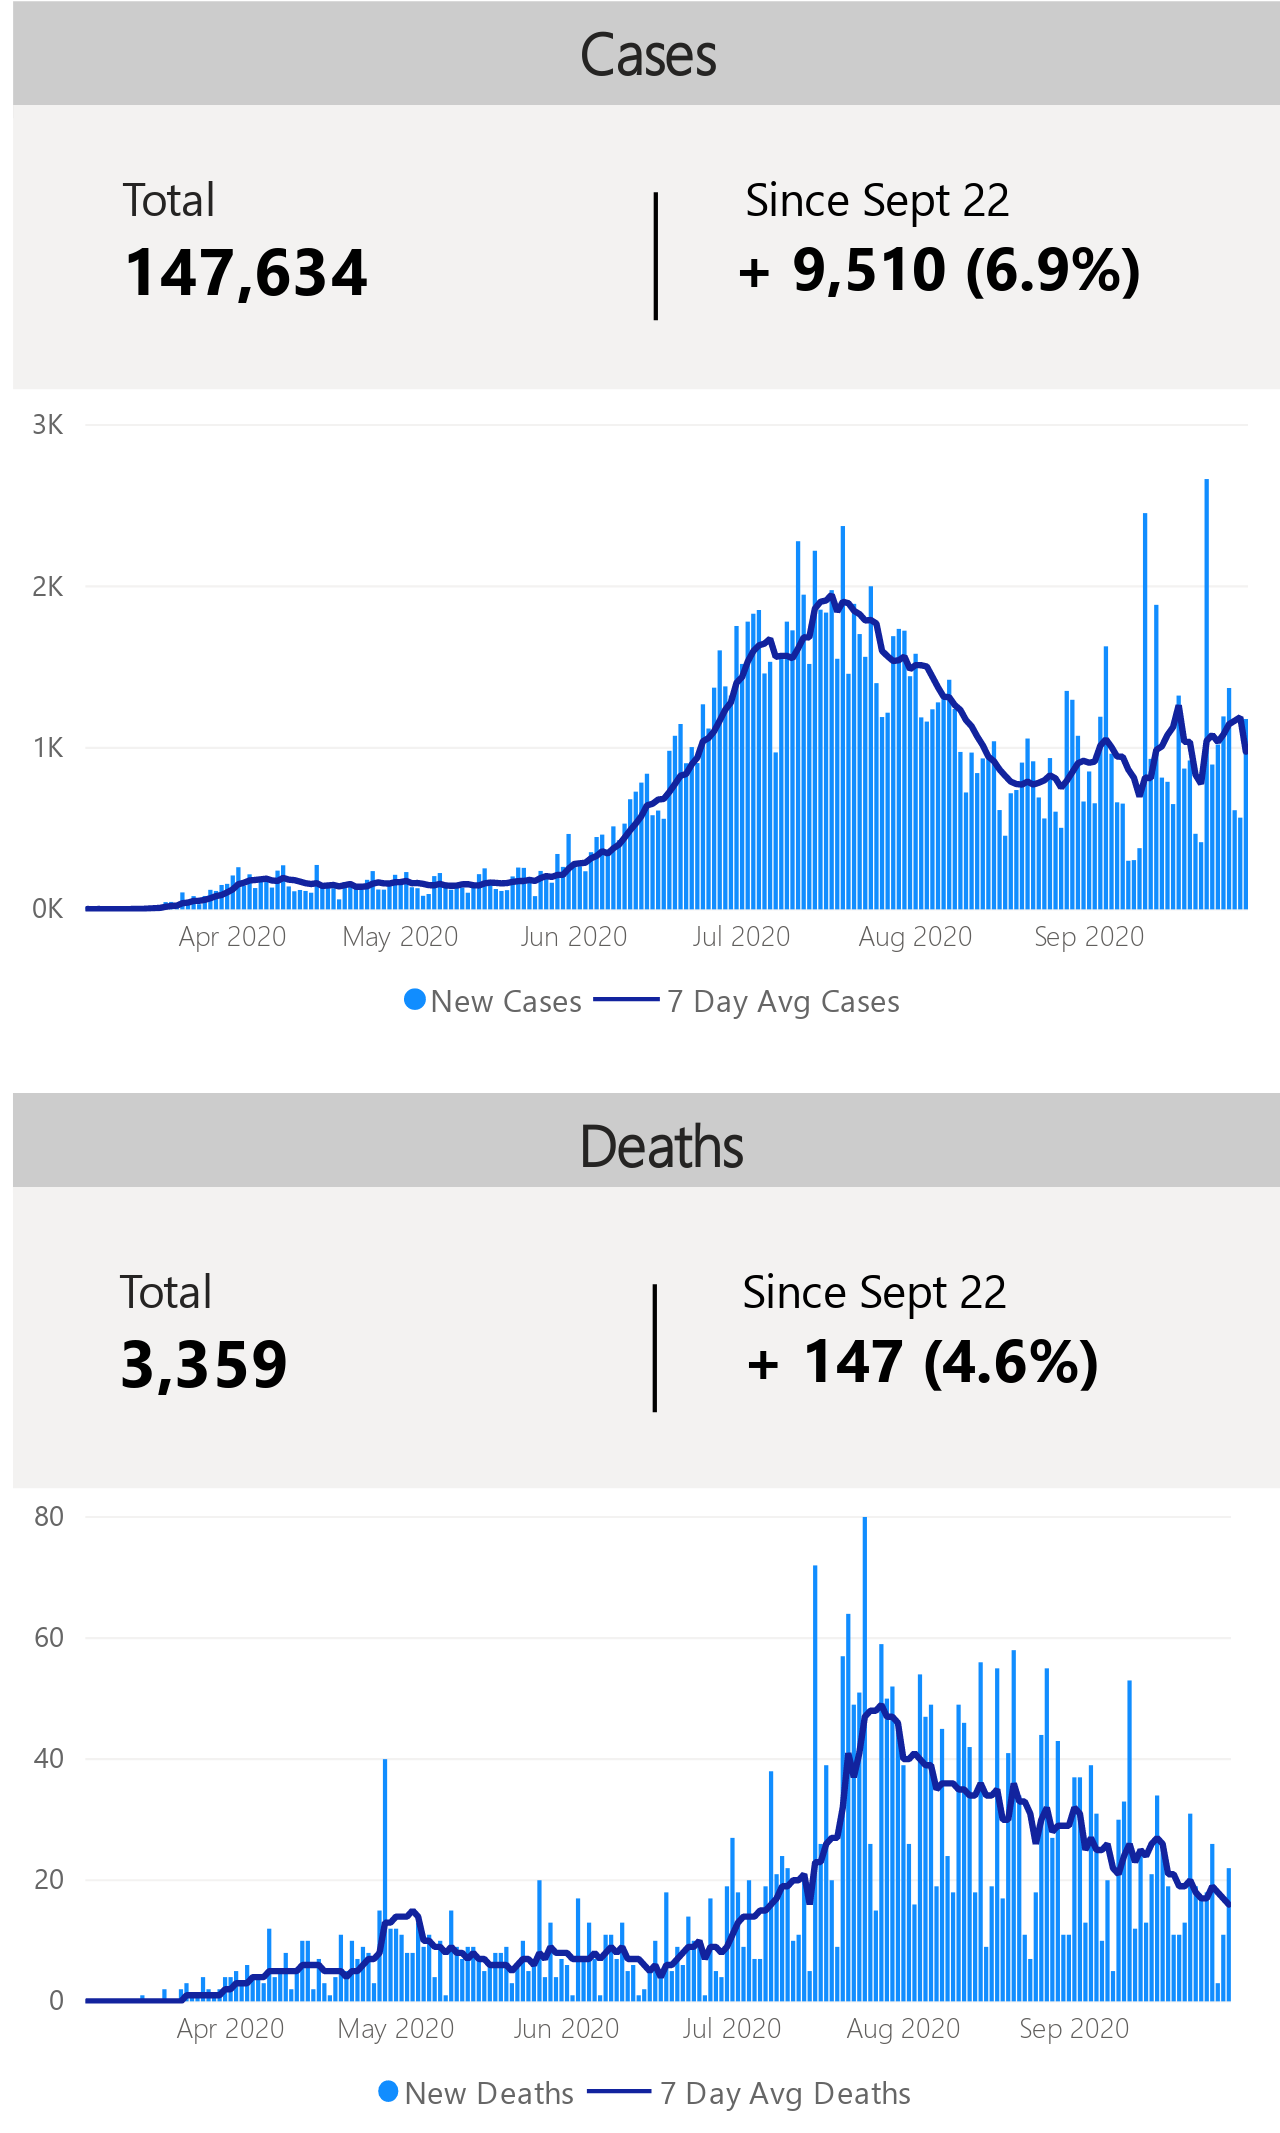 Cases
Total
Since Sept 22
147,634
+ 9,510 (6.9%)
3K
2K
1K
0K
Apr 2020 May 2020 Jun 2020 Jul 2020 Aug 2020 Sep 2020
New Cases 7 Day Avg Cases
Deaths
Total
Since Sept 22
3,359
+ 147 (4.6%)
80
60
40
20
0
Apr 2020 May 2020 Jun 2020 Jul 2020 Aug 2020 Sep 2020
New Deaths 7 Day Avg Deaths